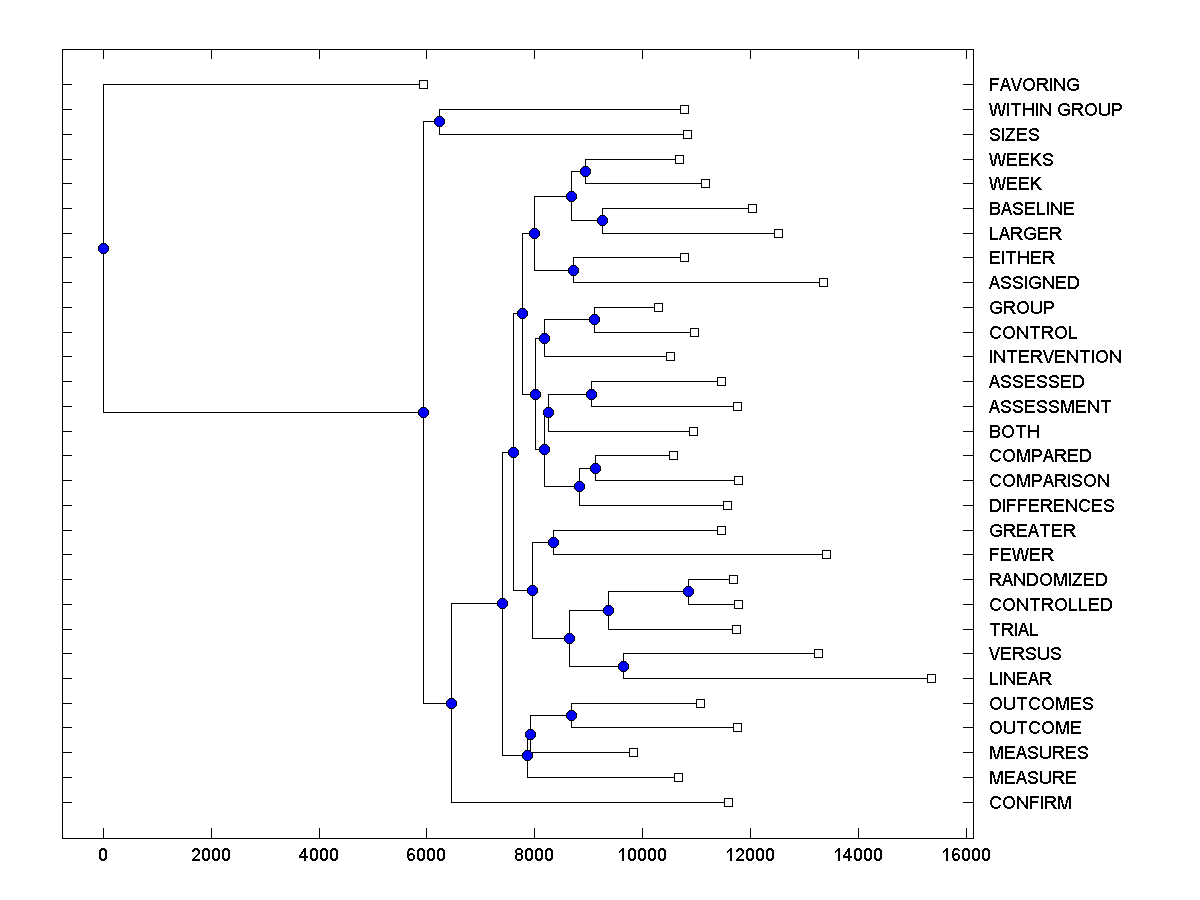 FAVORING
WITHIN GROUP
SIZES
WEEKS
WEEK
BASELINE
LARGER
EITHER
ASSIGNED
GROUP
CONTROL
INTERVENTION
ASSESSED
ASSESSMENT
BOTH
COMPARED
COMPARISON
DIFFERENCES
GREATER
FEWER
RANDOMIZED
CONTROLLED
TRIAL
VERSUS
LINEAR
OUTCOMES
OUTCOME
MEASURES
MEASURE
CONFIRM
0 2000 4000 6000 8000 10000 12000 14000 16000